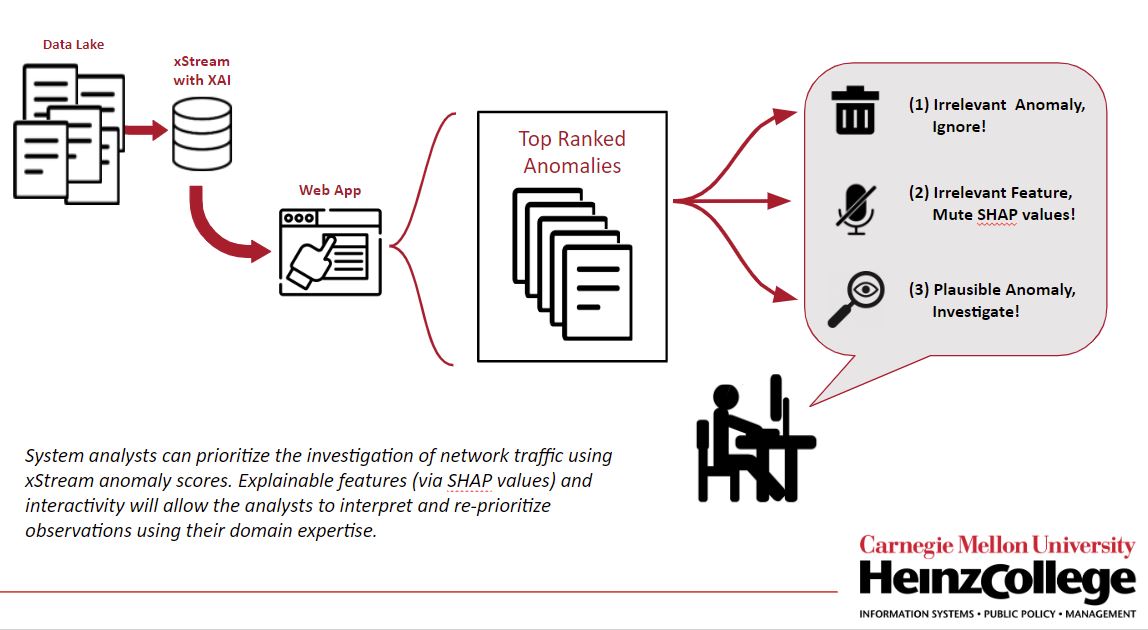 Data Lake
xStream
with XAI
Web App
Top Ranked
Anomalies
(1) Irrelevant Anomaly,
Ignore!
(2) Irrelevant Feature,
Mute SHAP values!
(3) Plausible Anomaly,
Investigate!
System analysts can prioritize the investigation of network traffic using
xStream anomaly scores. Explainable features (via SHAP values) and
interactivity will allow the analysts to interpret and re-prioritize
observations using their domain expertise.
Carnegie Mellon University
HeinzCollege
INFORMATION SYSTEMS • PUBLIC POLICY • MANAGEMENT